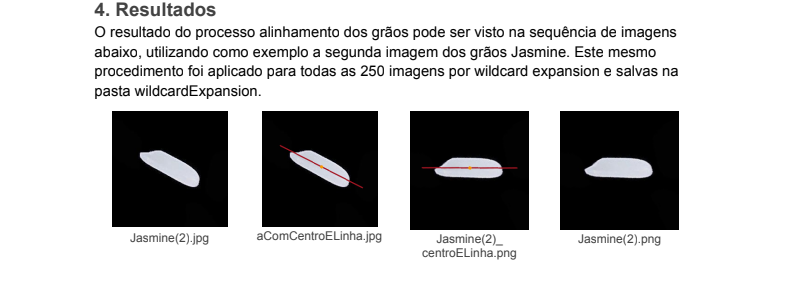 4. Resultados
O resultado do processo alinhamento dos grãos pode ser visto na sequência de imagens
abaixo, utilizando como exemplo a segunda imagem dos grãos Jasmine. Este mesmo
procedimento foi aplicado para todas as 250 imagens por wildcard expansion e salvas na
pasta wildcardExpansion.
Jasmine(2).jpg
aComCentroELinha.jpg
Jasmine(2)_
centroELinha.png
Jasmine(2).png